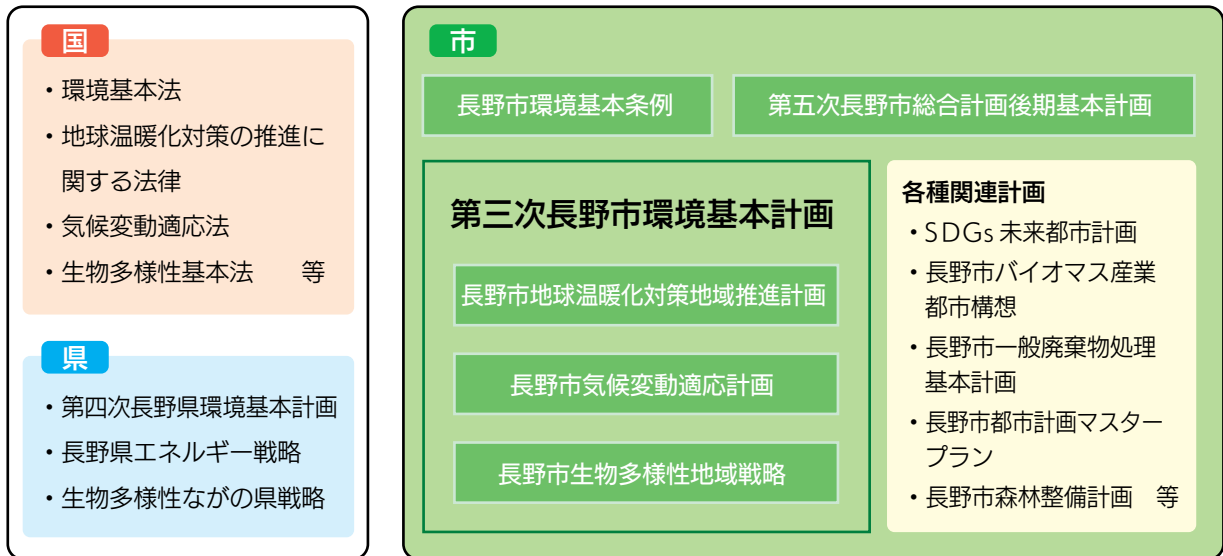 国
・環境基本法
・地球温暖化対策の推進に
関する法律
・気候変動適応法
・生物多様性基本法　等
県
・第四次長野県環境基本計画
・長野県エネルギー戦略
・生物多様性ながの県戦略
市
長野市環境基本条例
第五次長野市総合計画後期基本計画
第三次長野市環境基本計画
長野市地球温暖化対策地域推進計画
長野市気候変動適応計画
長野市生物多様性地域戦略
各種関連計画
・SDGs 未来都市計画
・長野市バイオマス産業
都市構想
・長野市一般廃棄物処理
基本計画
・長野市都市計画マスター
プラン
・長野市森林整備計画　等